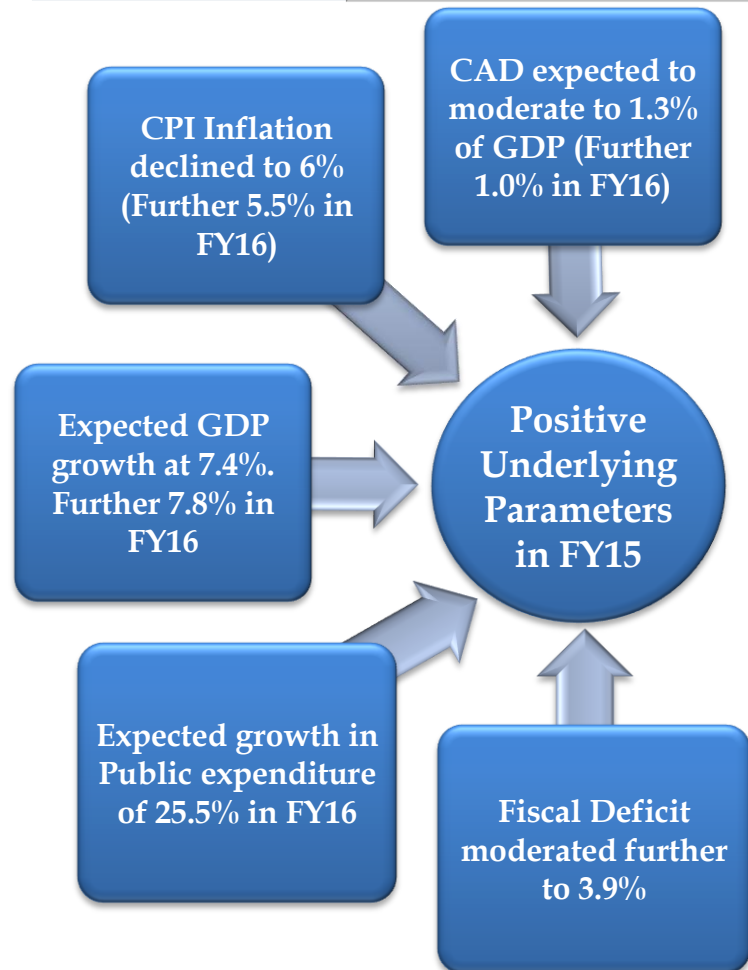 CAD expected to
moderate to 1.3%
of GDP (Further
1.0% in FY16)
CPI Inflation
declined to 6%
(Further 5.5% in
FY16)
Expected GDP
growth at 7.4%.
Further 7.8% in
FY16
Positive
Underlying
Parameters
in FY15
Expected growth in
Public expenditure
of 25.5% in FY16
Fiscal Deficit
moderated further
to 3.9%